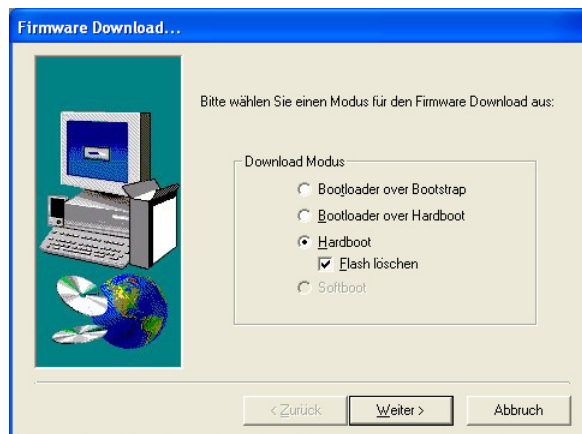 Firmware Download...
Bitte wählen Sie einen Modus für den Firmware Download aus:
Download Modus
Bootloader over Bootstrap
Bootloader over Hardboot
Hardboot
Flash löschen
Softboot
< Zurück
Weiter >
Abbruch